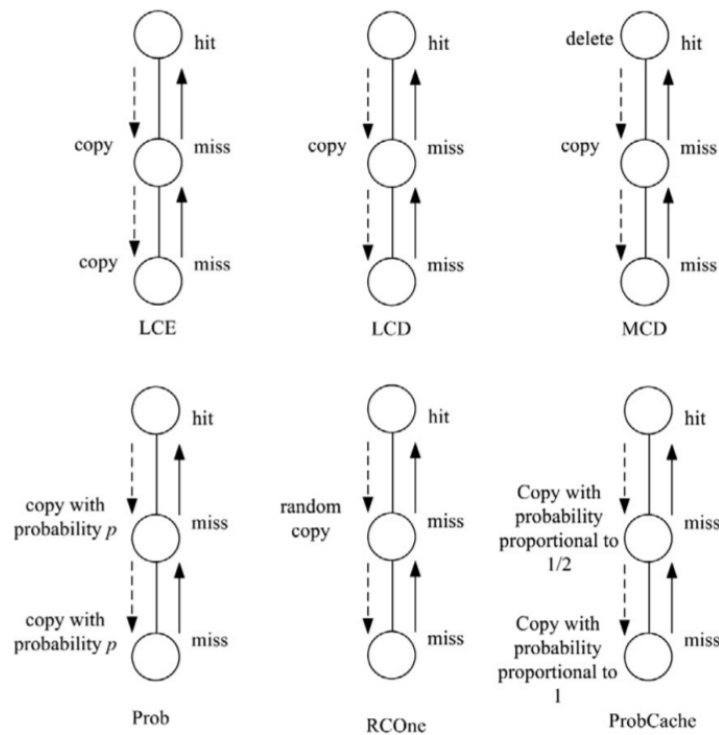 hit
copy
miss
copy
miss
LCE
hit
copy
miss
miss
LCD
delete
hit
copy
miss
miss
MCD
hit
copy with
probability p
miss
copy with
probability p
miss
Prob
hit
random
copy
miss
miss
RCOne
hit
Copy with
probability
proportional to
1/2
miss
Copy with
probability
proportional to
1
miss
ProbCache